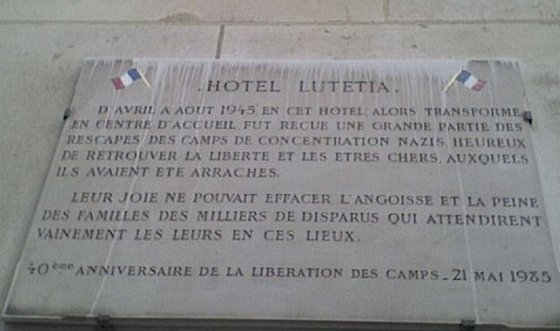 .HOTEL LUTETIA.
D'AVRIL A AOUT 1945 EN CET HOTEL, ALORS TRANSFORME
EN CENTRE D'ACCUEIL, FUT REÇUE UNE GRANDE PARTIE DES
RESCAPES DES CAMPS DE CONCENTRATION NAZIS, HEUREUX
DE RETROUVER LA LIBERTE ET LES ETRES CHERS, AUXQUELS
ILS AVAIENT ETE ARRACHES.
LEUR JOIE NE POUVAIT EFFACER L'ANGOISSE ET LA PEINE
DES FAMILLES DES MILLIERS DE DISPARUS QUI ATTENDIRENT
VAINEMENT LES LEURS EN CES LIEUX.
40ème ANNIVERSAIRE DE LA LIBERATION DES CAMPS - 21 MAI 1985